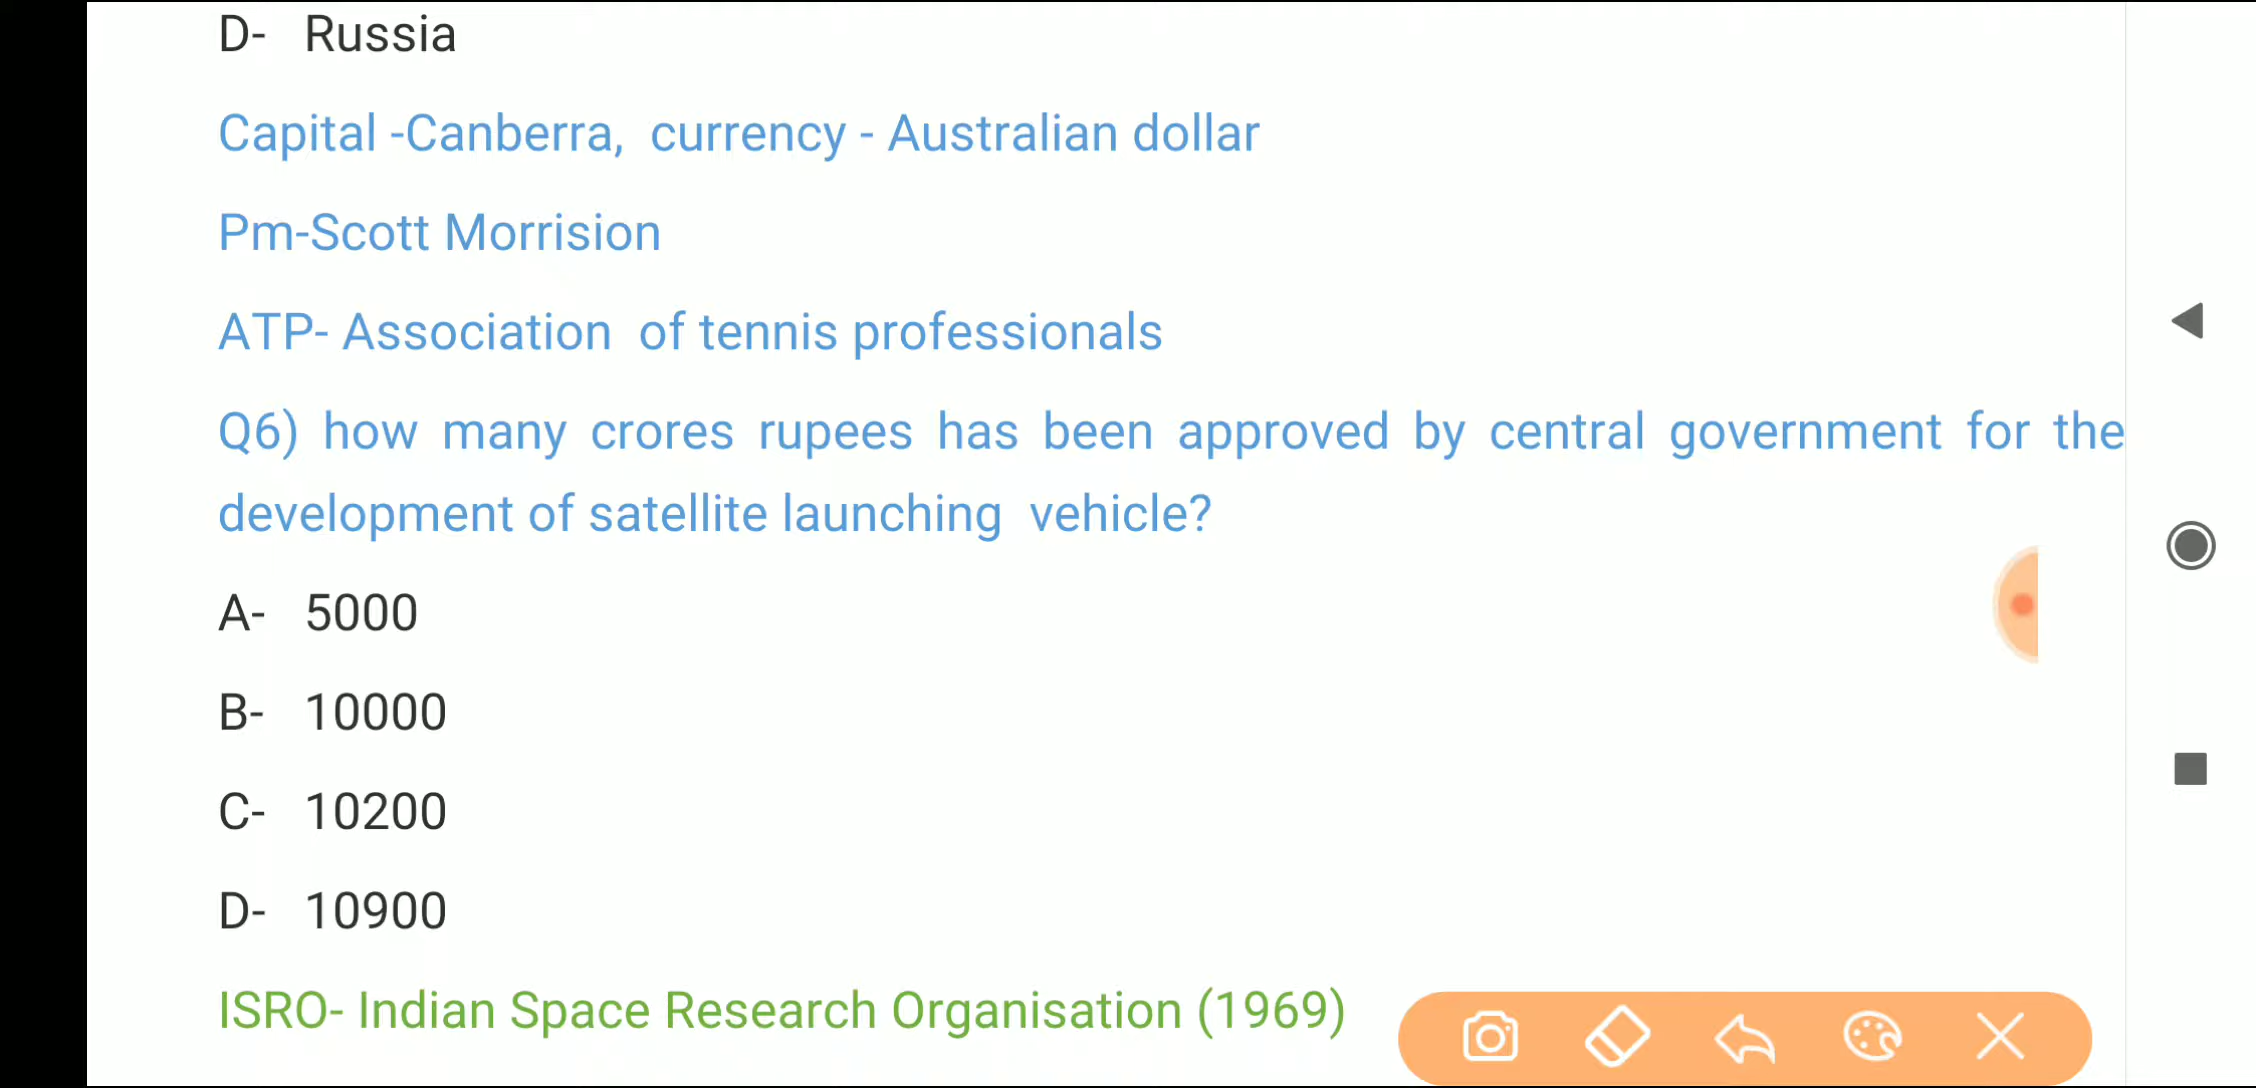 D- Russia
Capital -Canberra, currency - Australian dollar
Pm-Scott Morrision
ATP- Association of tennis professionals
Q6) how many crores rupees has been approved by central government for the
development of satellite launching vehicle?
A- 5000
B- 10000
C- 10200
D- 10900
ISRO- Indian Space Research Organisation (1969)